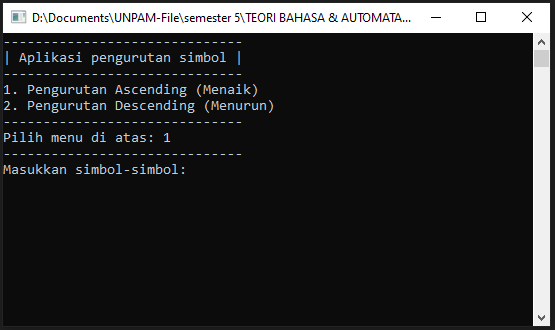 D:\Documents\UNPAM-File\semester 5\TEORI BAHASA & AUTOMATA...
------------------------------
| Aplikasi pengurutan simbol |
------------------------------
1. Pengurutan Ascending (Menaik)
2. Pengurutan Descending (Menurun)
------------------------------
Pilih menu di atas: 1
------------------------------
Masukkan simbol-simbol: